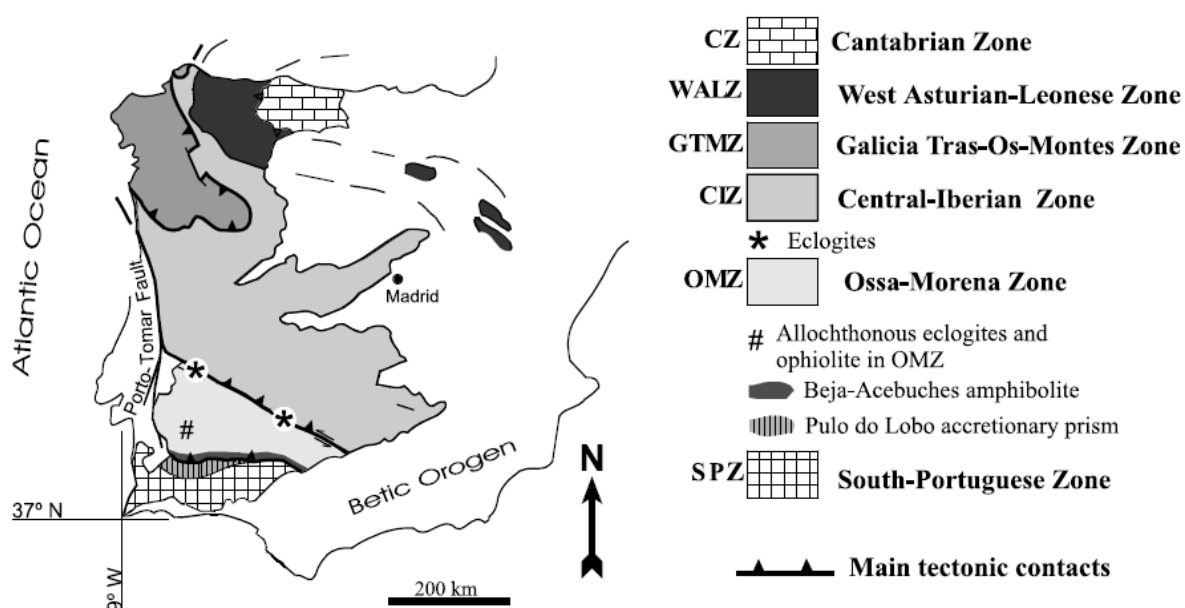 Atlantic Ocean
Porto-Tomar Fault
Madrid
#
Betic Orogen
37º N
9º W
N
200 km
CZ Cantabrian Zone
WALZ West Asturian-Leonese Zone
GTMZ Galicia Tras-Os-Montes Zone
CIZ Central-Iberian Zone
* Eclogites
OMZ Ossa-Morena Zone
# Allochthonous eclogites and
ophiolite in OMZ
Beja-Acebuches amphibolite
Pulo do Lobo accretionary prism
SPZ South-Portuguese Zone
Main tectonic contacts